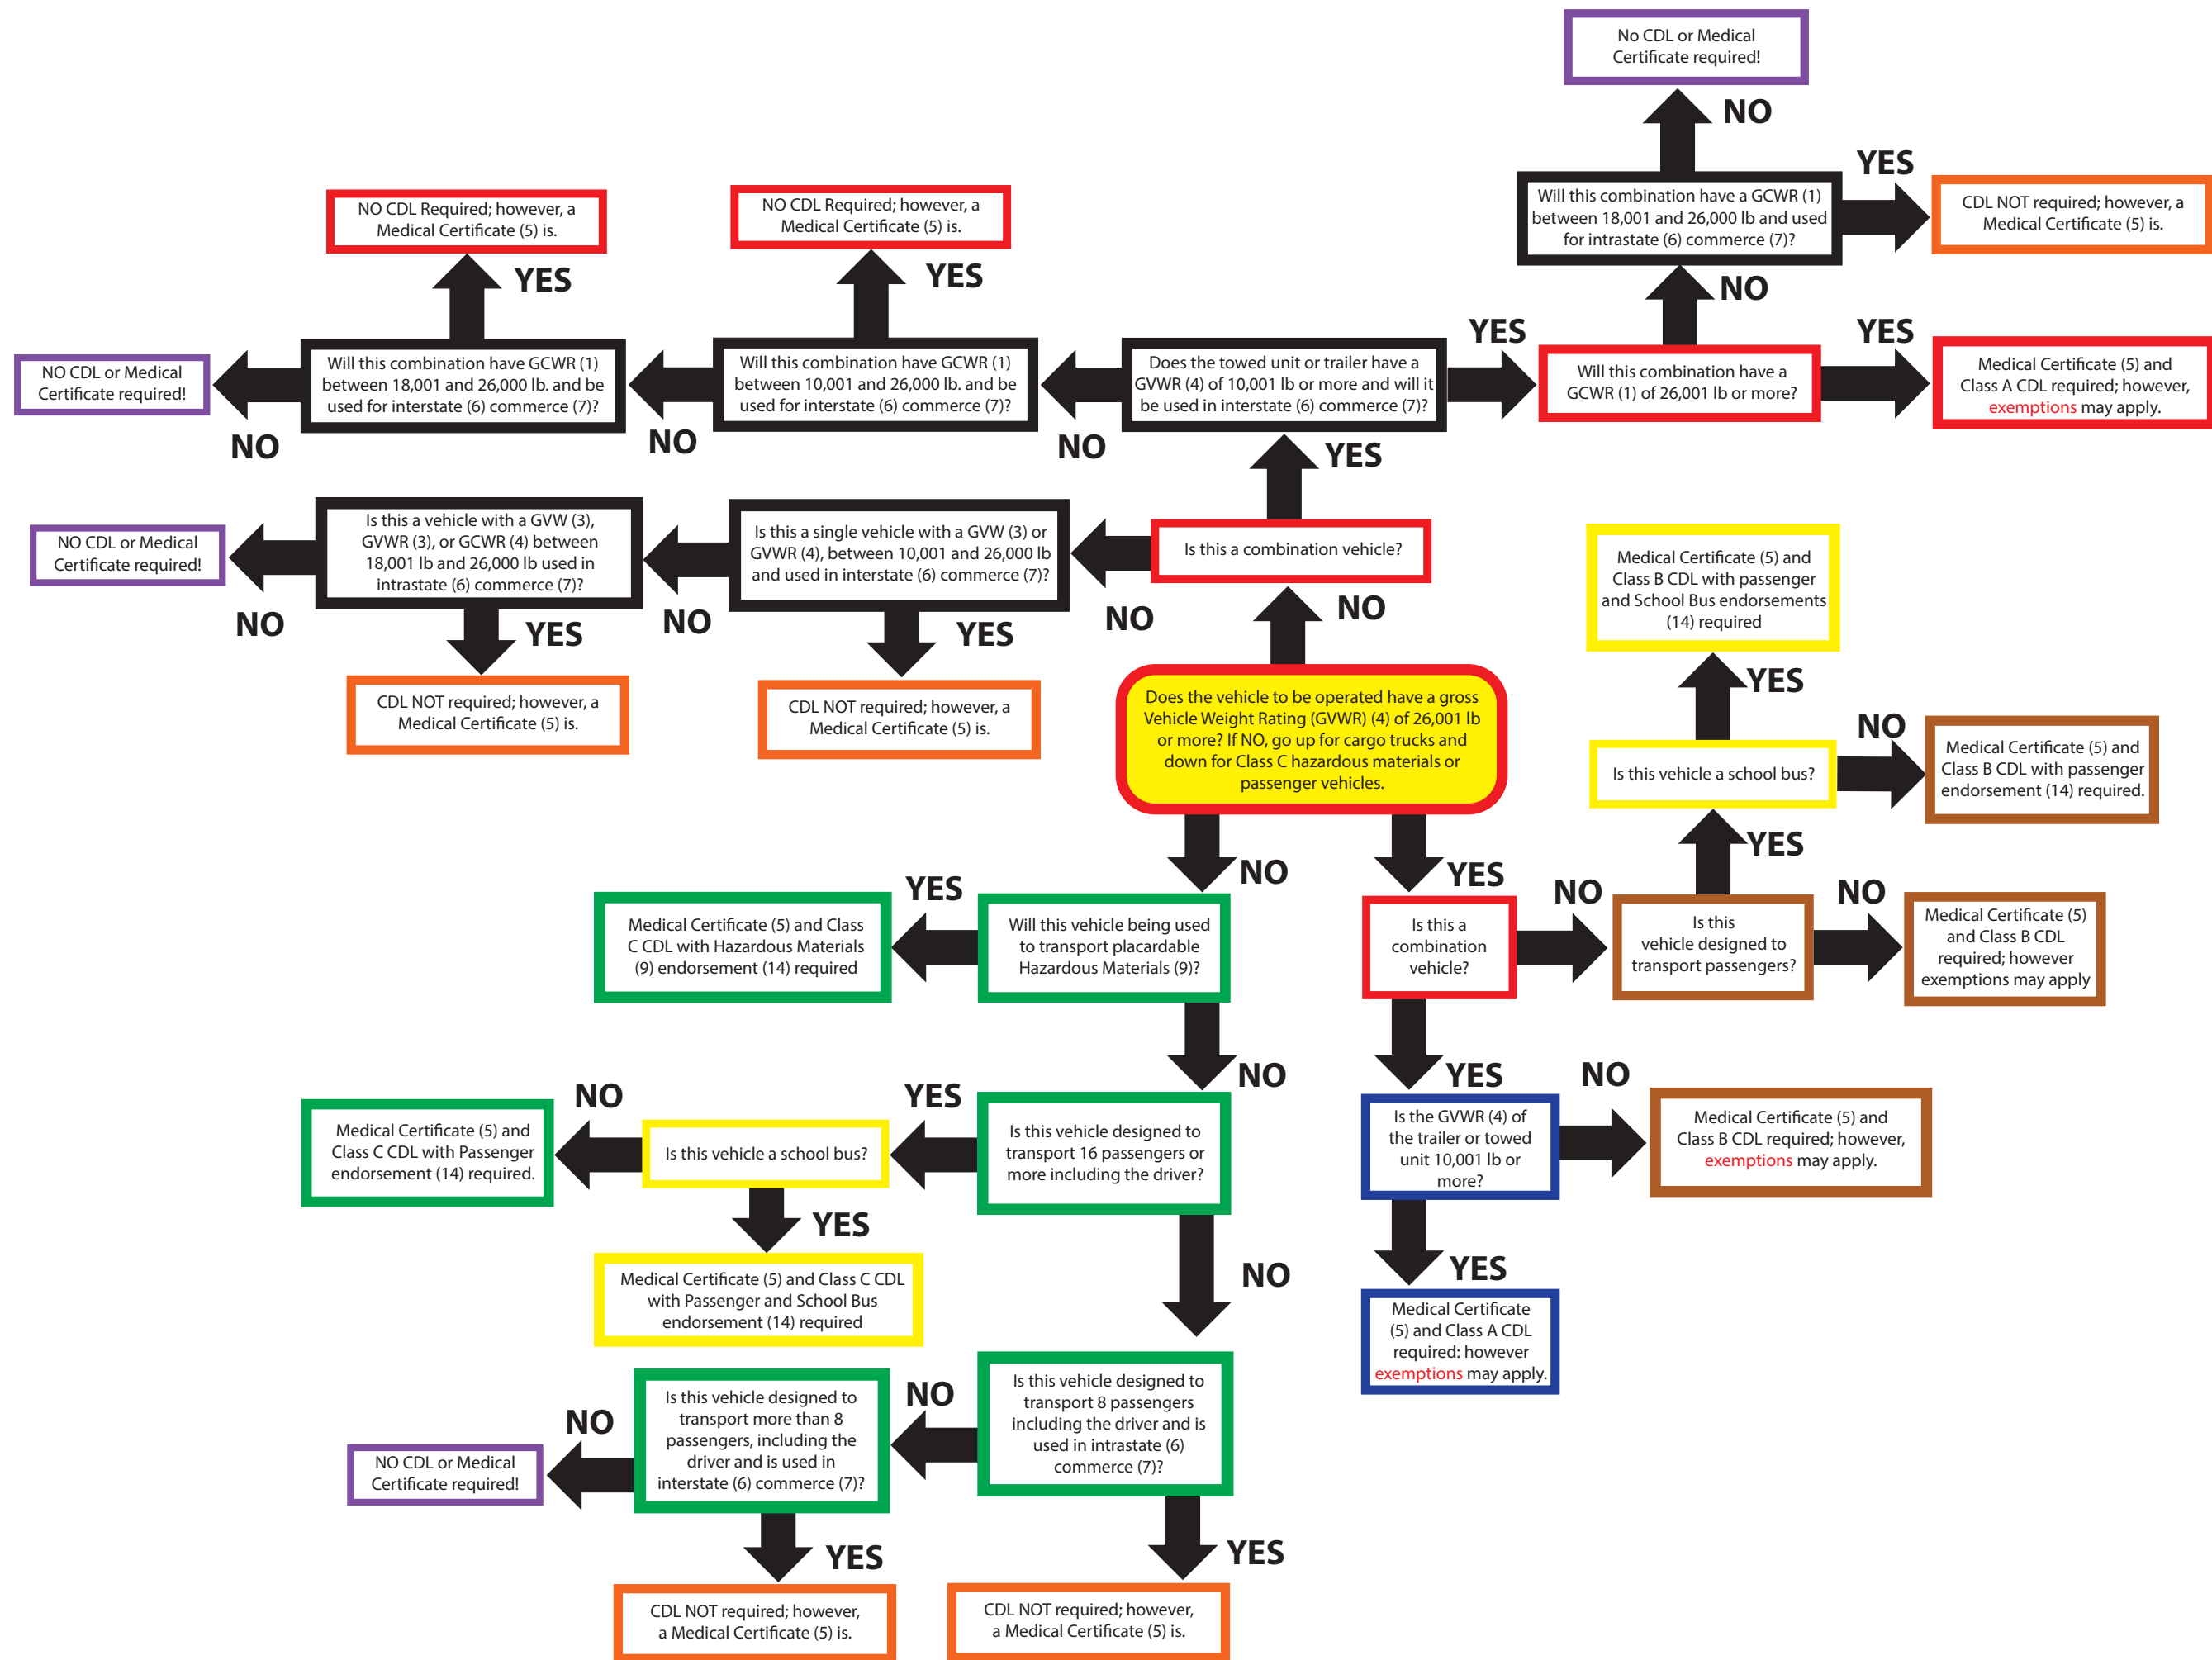 No CDL or Medical
Certificate required!
NO
YES
Will this combination have a GCWR (1)
between 18,001 and 26,000 lb and used
for intrastate (6) commerce (7)?
CDL NOT required; however, a
Medical Certificate (5) is.
NO
NO CDL Required; however, a
Medical Certificate (5) is.
YES
NO CDL Required; however, a
Medical Certificate (5) is.
YES
NO CDL or Medical
Certificate required!
NO
Will this combination have GCWR (1)
between 18,001 and 26,000 lb. and be
used for interstate (6) commerce (7)?
NO
Will this combination have GCWR (1)
between 10,001 and 26,000 lb. and be
used for interstate (6) commerce (7)?
NO
Does the towed unit or trailer have a
GVWR (4) of 10,001 lb or more and will it
be used in interstate (6) commerce (7)?
YES
Will this combination have a
GCWR (1) of 26,001 lb or more?
YES
Medical Certificate (5) and
Class A CDL required; however,
exemptions may apply.
YES
NO CDL or Medical
Certificate required!
NO
Is this a vehicle with a GVW (3),
GVWR (3), or GCWR (4) between
18,001 lb and 26,000 lb used in
intrastate (6) commerce (7)?
NO
Is this a single vehicle with a GVW (3) or
GVWR (4), between 10,001 and 26,000 lb
and used in interstate (6) commerce (7)?
NO
Is this a combination vehicle?
NO
YES
CDL NOT required; however, a
Medical Certificate (5) is.
YES
CDL NOT required; however, a
Medical Certificate (5) is.
Does the vehicle to be operated have a gross
Vehicle Weight Rating (GVWR) (4) of 26,001 lb
or more? If NO, go up for cargo trucks and
down for Class C hazardous materials or
passenger vehicles.
Medical Certificate (5) and
Class B CDL with passenger
and School Bus endorsements
(14) required
YES
Is this vehicle a school bus?
NO
Medical Certificate (5) and
Class B CDL with passenger
endorsement (14) required.
YES
NO
YES
Medical Certificate (5) and Class
C CDL with Hazardous Materials
(9) endorsement (14) required
YES
Will this vehicle being used
to transport placardable
Hazardous Materials (9)?
Is this a
combination
vehicle?
NO
Is this
vehicle designed to
transport passengers?
NO
Medical Certificate (5)
and Class B CDL
required; however
exemptions may apply
NO
YES
Medical Certificate (5) and
Class C CDL with Passenger
endorsement (14) required.
NO
Is this vehicle a school bus?
YES
Is this vehicle designed to
transport 16 passengers or
more including the driver?
Is the GVWR (4) of
the trailer or towed
unit 10,001 lb or
more?
NO
Medical Certificate (5) and
Class B CDL required; however,
exemptions may apply.
YES
Medical Certificate (5) and Class C CDL
with Passenger and School Bus
endorsement (14) required
NO
YES
Medical Certificate
(5) and Class A CDL
required: however
exemptions may apply.
NO CDL or Medical
Certificate required!
NO
Is this vehicle designed to
transport more than 8
passengers, including the
driver and is used in
interstate (6) commerce (7)?
NO
Is this vehicle designed to
transport 8 passengers
including the driver and is
used in intrastate (6)
commerce (7)?
YES
CDL NOT required; however,
a Medical Certificate (5) is.
YES
CDL NOT required; however,
a Medical Certificate (5) is.